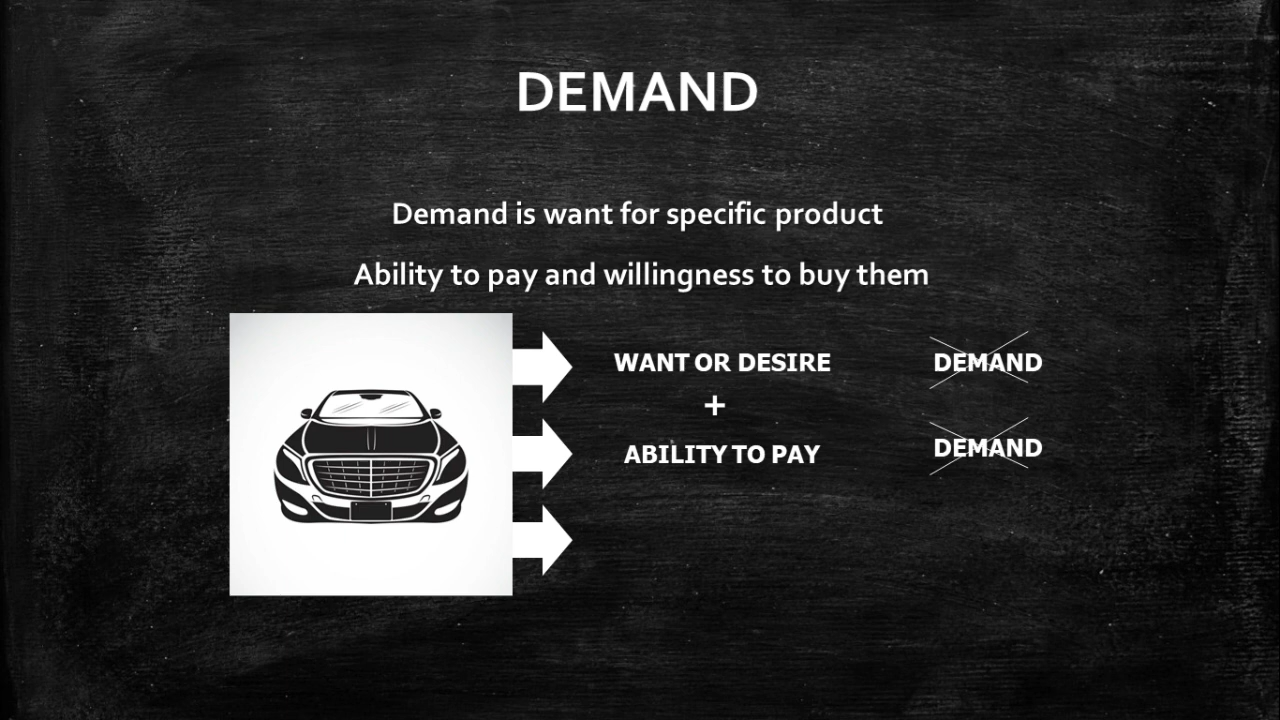 DEMAND
Demand is want for specific product
Ability to pay and willingness to buy them
WANT OR DESIRE DEMAND
+
ABILITY TO PAY DEMAND